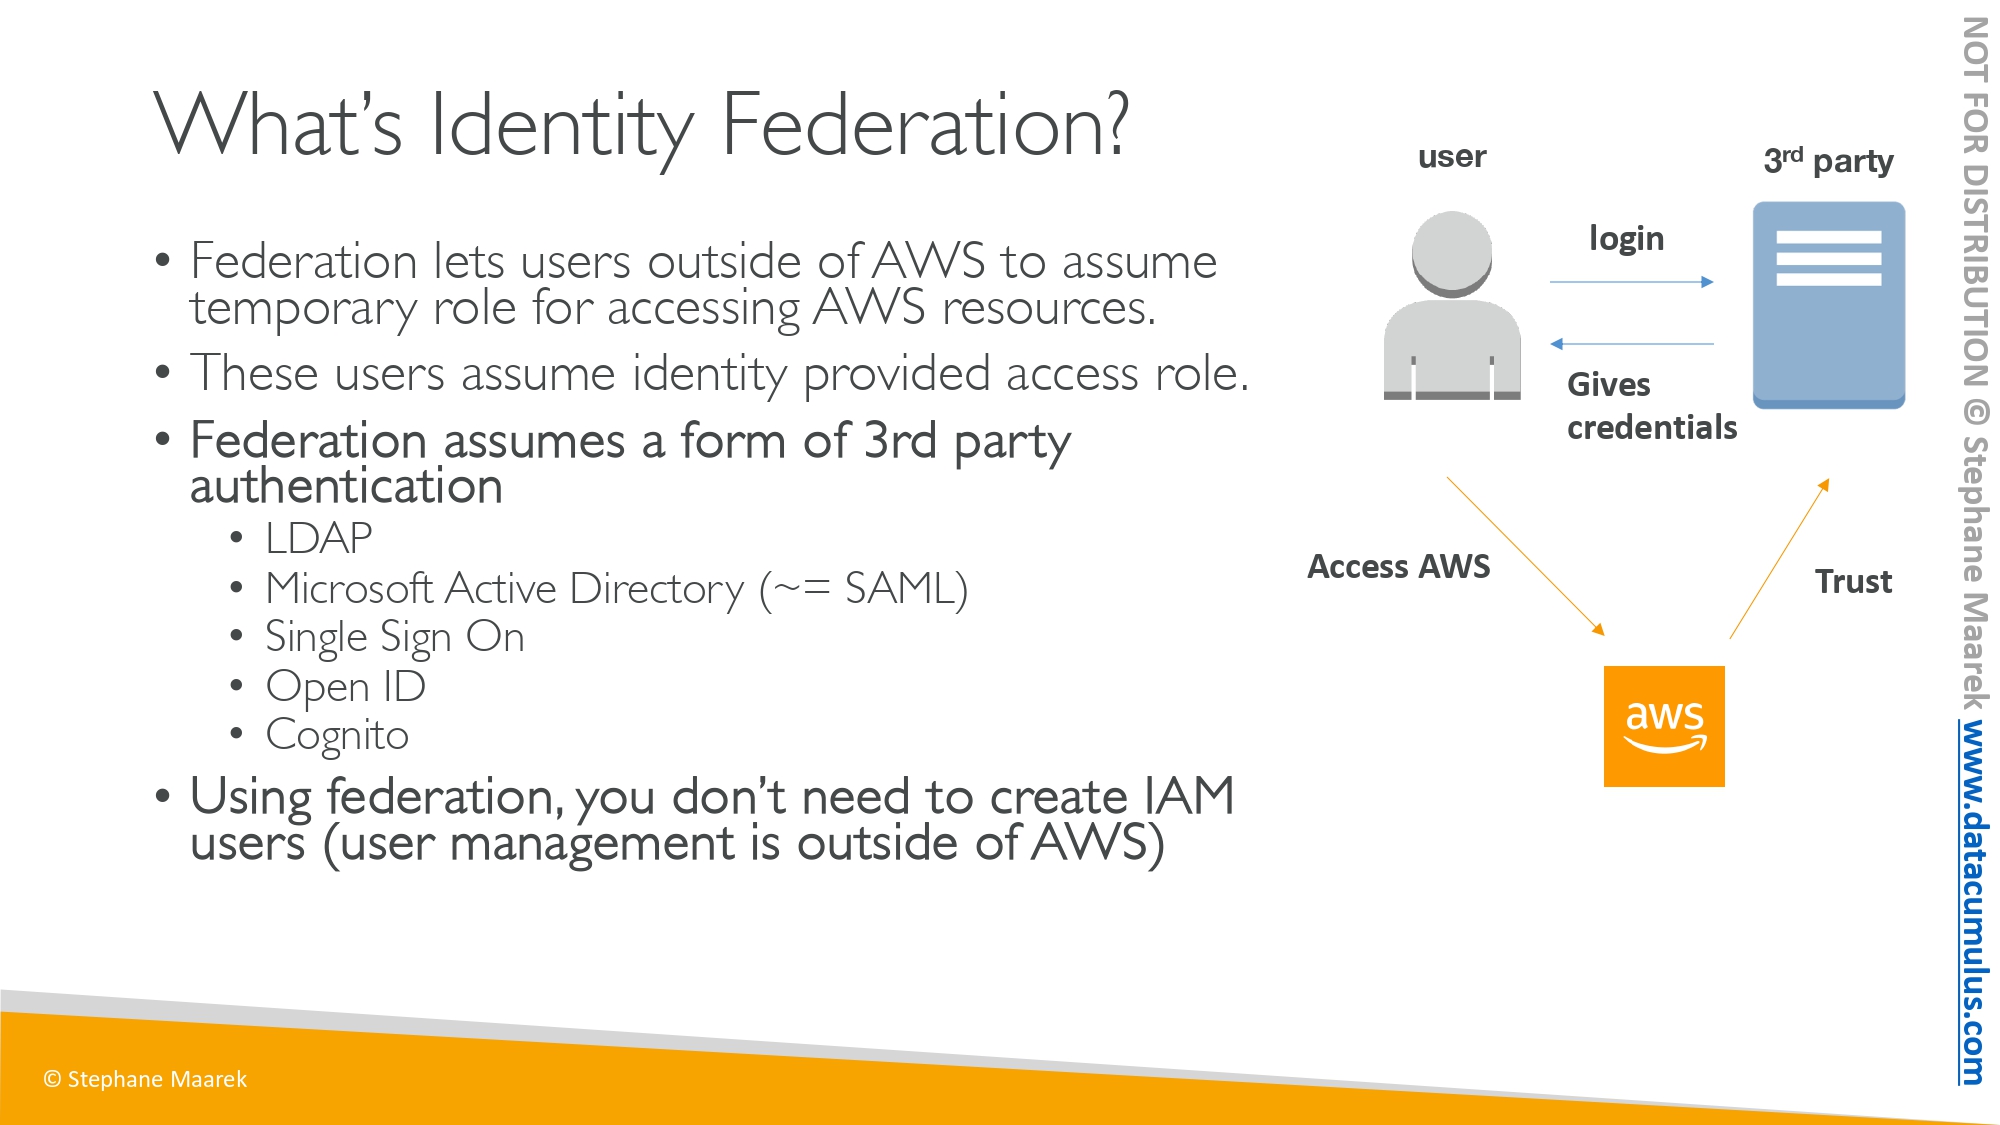 What's Identity Federation?
• Federation lets users outside of AWS to assume
temporary role for accessing AWS resources.
• These users assume identity provided access role.
• Federation assumes a form of 3rd party
authentication
• LDAP
• Microsoft Active Directory (~= SAML)
• Single Sign On
• Open ID
• Cognito
• Using federation, you don't need to create IAM
users (user management is outside of AWS)
user
3rd party
login
Gives
credentials
Access AWS
Trust
aws
© Stephane Maarek
NOT FOR DISTRIBUTION © Stephane Maarek www.datacumulus.com